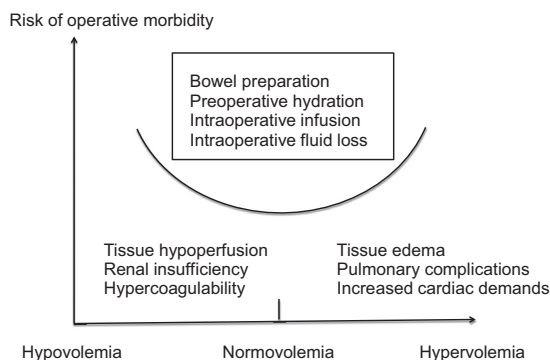 Risk of operative morbidity
Bowel preparation
Preoperative hydration
Intraoperative infusion
Intraoperative fluid loss
Tissue hypoperfusion
Renal insufficiency
Hypercoagulability
Tissue edema
Pulmonary complications
Increased cardiac demands
Hypovolemia
Normovolemia
Hypervolemia